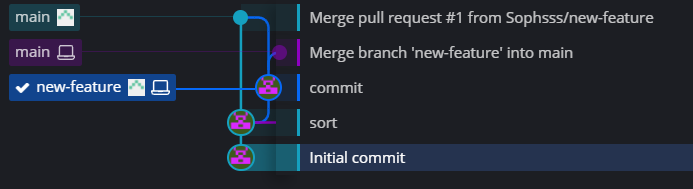 main Merge pull request #1 from Sophsss/new-feature
main Merge branch 'new-feature' into main
new-feature commit
sort
Initial commit